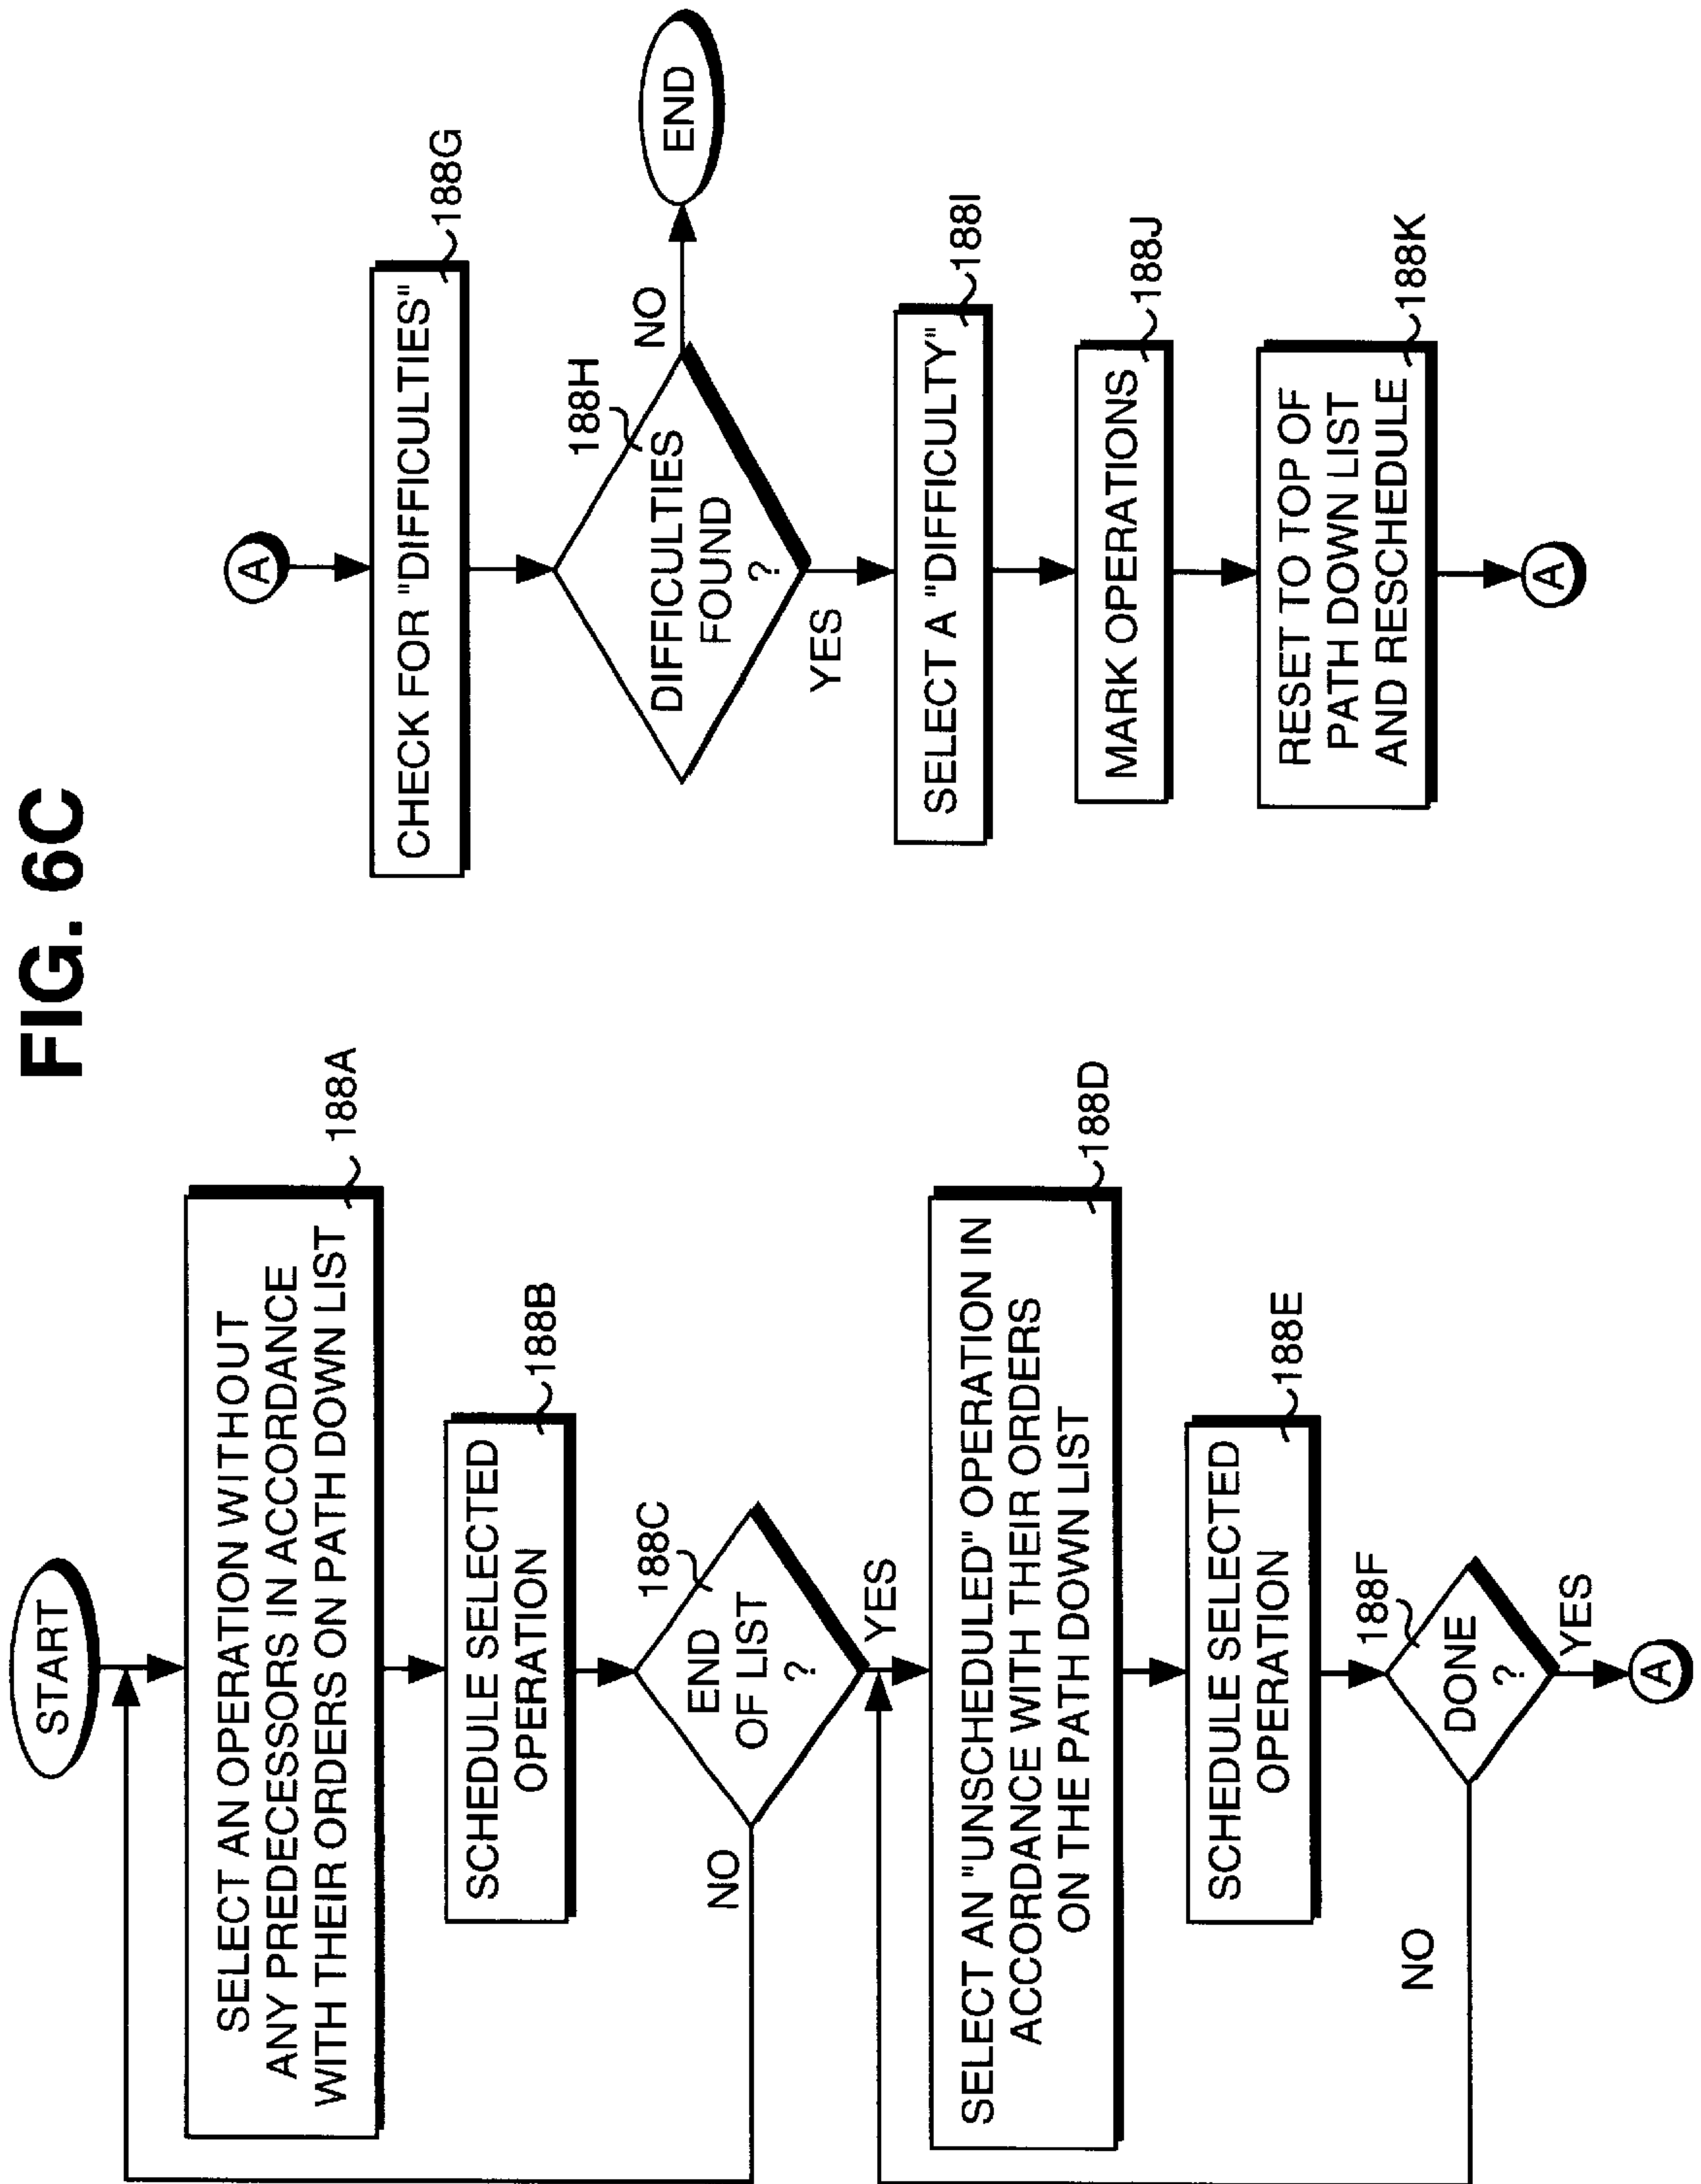 FIG. 6C
START
SELECT AN OPERATION WITHOUT
ANY PREDECESSORS IN ACCORDANCE
WITH THEIR ORDERS ON PATH DOWN LIST
188A
SCHEDULE SELECTED
OPERATION
188B
END
OF LIST
?
188C
NO
YES
SELECT AN "UNSCHEDULED" OPERATION IN
ACCORDANCE WITH THEIR ORDERS
ON THE PATH DOWN LIST
188D
SCHEDULE SELECTED
OPERATION
188E
DONE
?
188F
NO
YES
A
A
CHECK FOR "DIFFICULTIES"
188G
DIFFICULTIES
FOUND
?
188H
NO
END
YES
SELECT A "DIFFICULTY"
188I
MARK OPERATIONS
188J
RESET TO TOP OF
PATH DOWN LIST
AND RESCHEDULE
188K
A